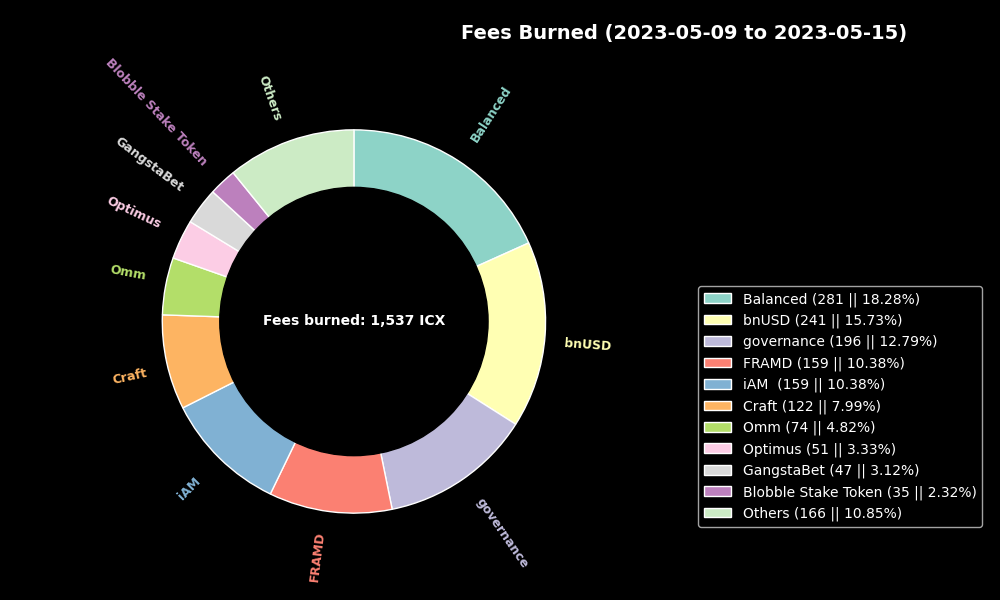 Fees Burned (2023-05-09 to 2023-05-15)
Balanced
bnUSD
governance
FRAMD
iAM
Craft
Omm
Optimus
GangstaBet
Blobble Stake Token
Others
Fees burned: 1,537 ICX
Balanced (281 || 18.28%)
bnUSD (241 || 15.73%)
governance (196 || 12.79%)
FRAMD (159 || 10.38%)
iAM  (159 || 10.38%)
Craft (122 || 7.99%)
Omm (74 || 4.82%)
Optimus (51 || 3.33%)
GangstaBet (47 || 3.12%)
Blobble Stake Token (35 || 2.32%)
Others (166 || 10.85%)